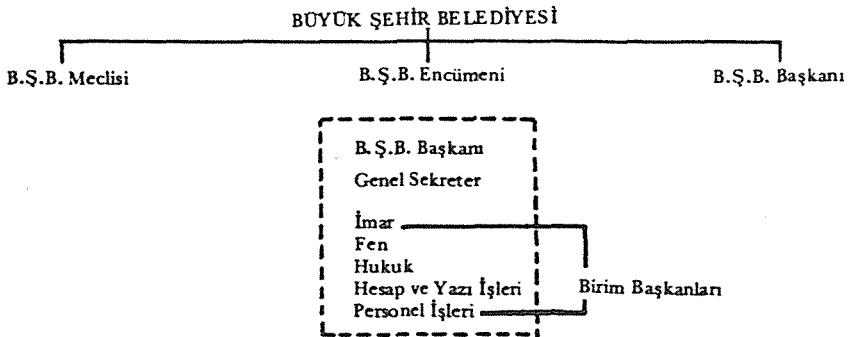 BÜYÜK ŞEHİR BELEDİYESİ
B.Ş.B. Meclisi B.Ş.B. Encümeni B.Ş.B. Başkanı
B.Ş.B. Başkanı
Genel Sekreter
İmar
Fen
Hukuk
Hesap ve Yazı İşleri Birim Başkanları
Personel İşleri